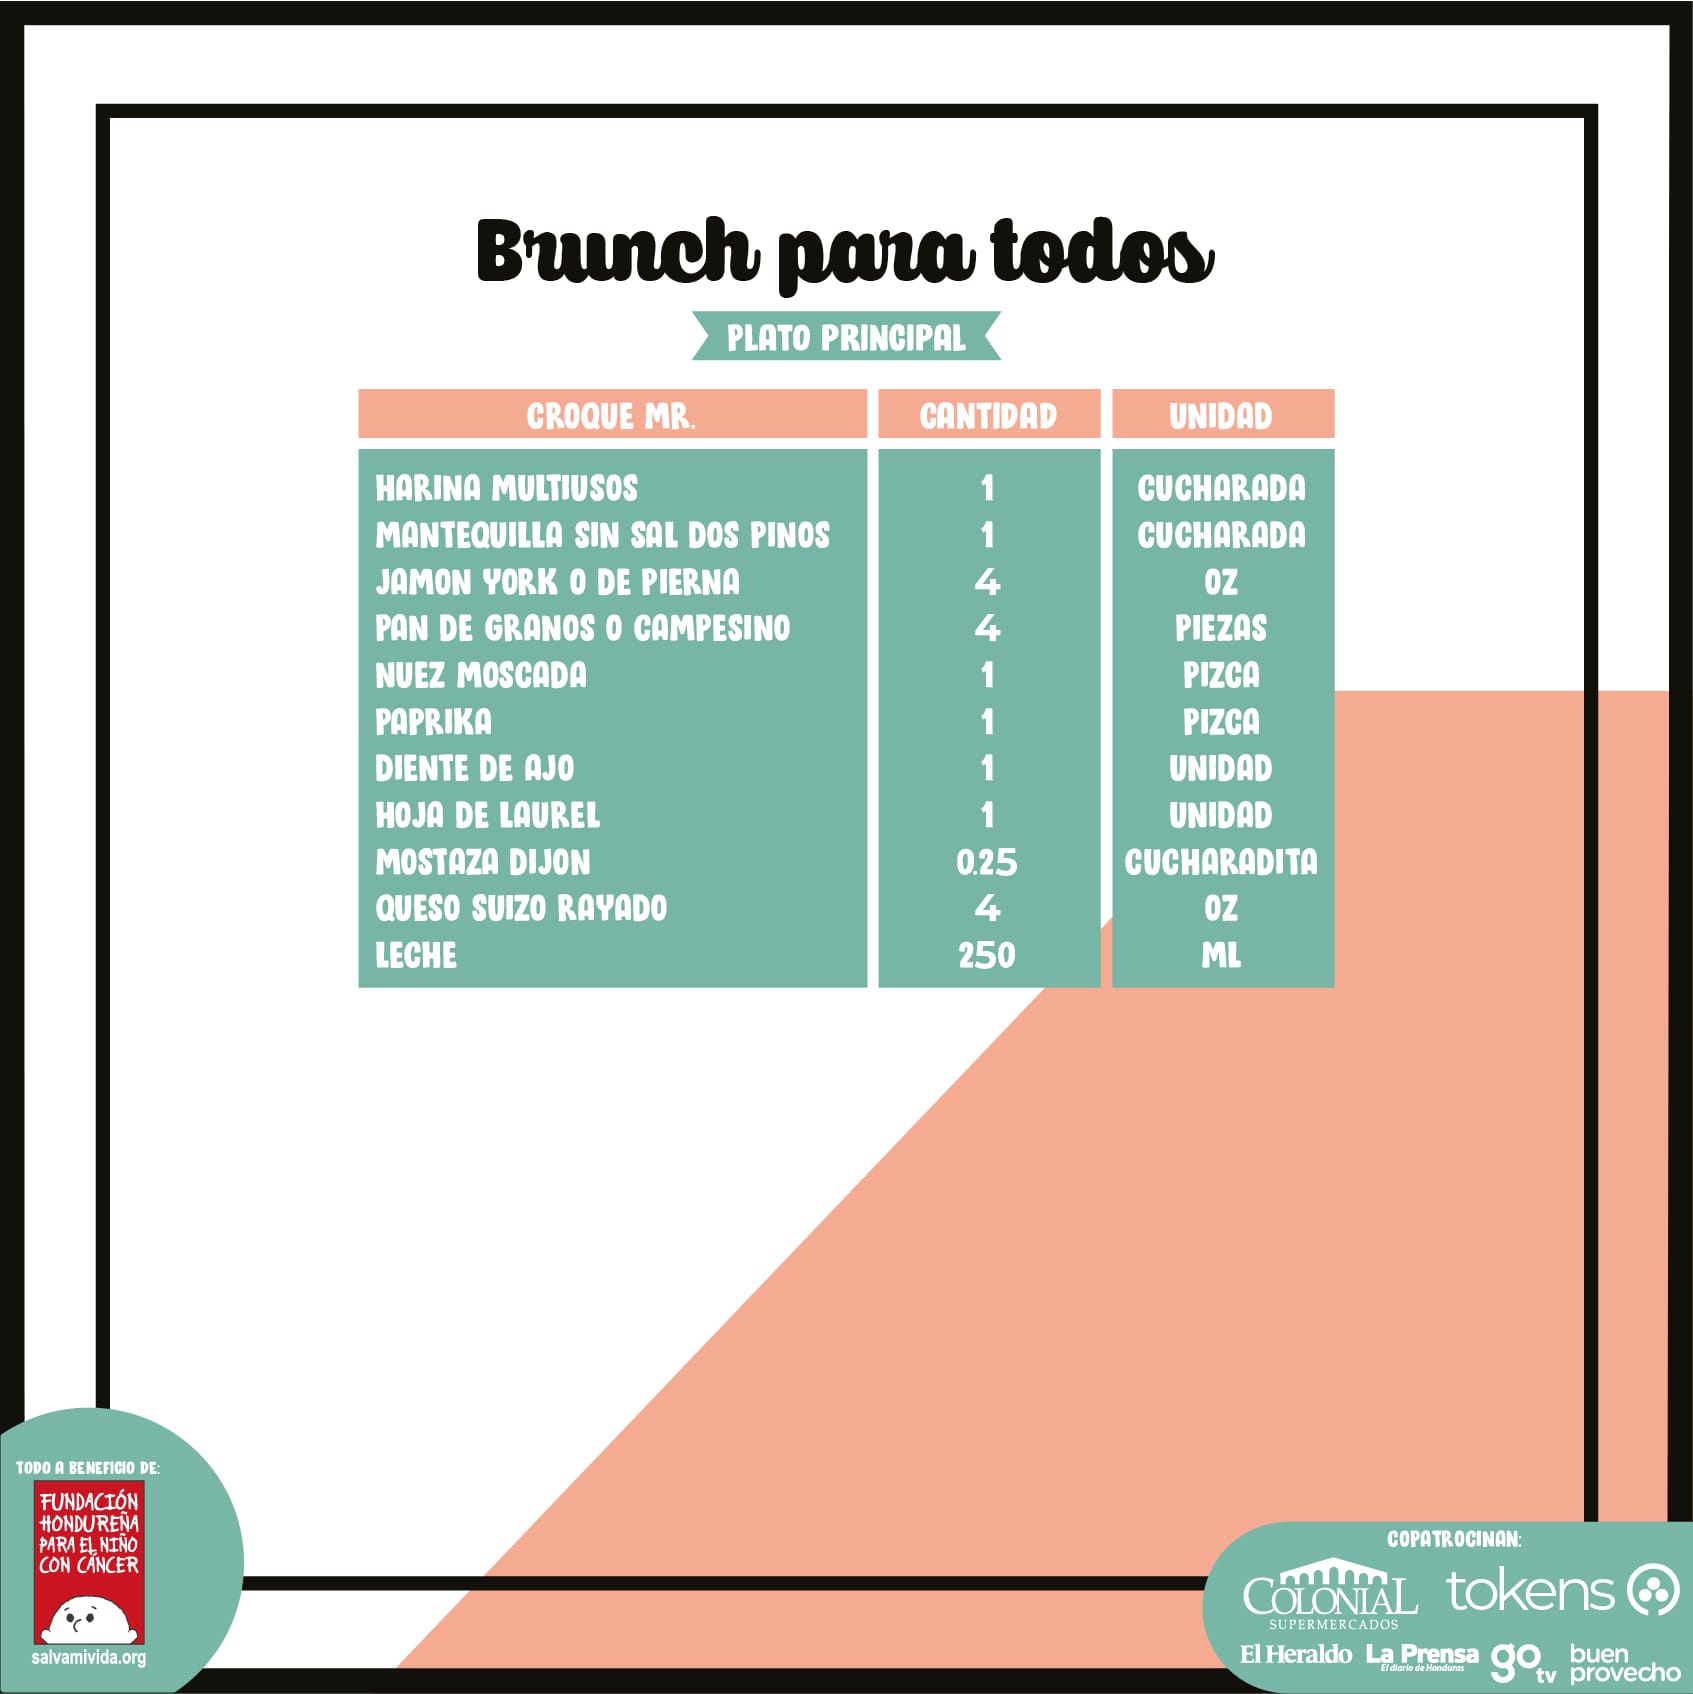 Brunch para todos
PLATO PRINCIPAL
CROQUE MR. CANTIDAD UNIDAD
HARINA MULTIUSOS 1 CUCHARADA
MANTEQUILLA SIN SAL DOS PINOS 1 CUCHARADA
JAMON YORK O DE PIERNA 4 OZ
PAN DE GRANOS O CAMPESINO 4 PIEZAS
NUEZ MOSCADA 1 PIZCA
PAPRIKA 1 PIZCA
DIENTE DE AJO 1 UNIDAD
HOJA DE LAUREL 1 UNIDAD
MOSTAZA DIJON 0.25 CUCHARADITA
QUESO SUIZO RAYADO 4 OZ
LECHE 250 ML
TODO A BENEFICIO DE:
FUNDACIÓN
HONDUREÑA
PARA EL NIÑO
CON CÁNCER
salvamivida.org
COPATROCINAN:
COLONIAL
SUPERMERCADOS
tokens
El Heraldo
La Prensa
El diario de Honduras
go tv
buen
provecho